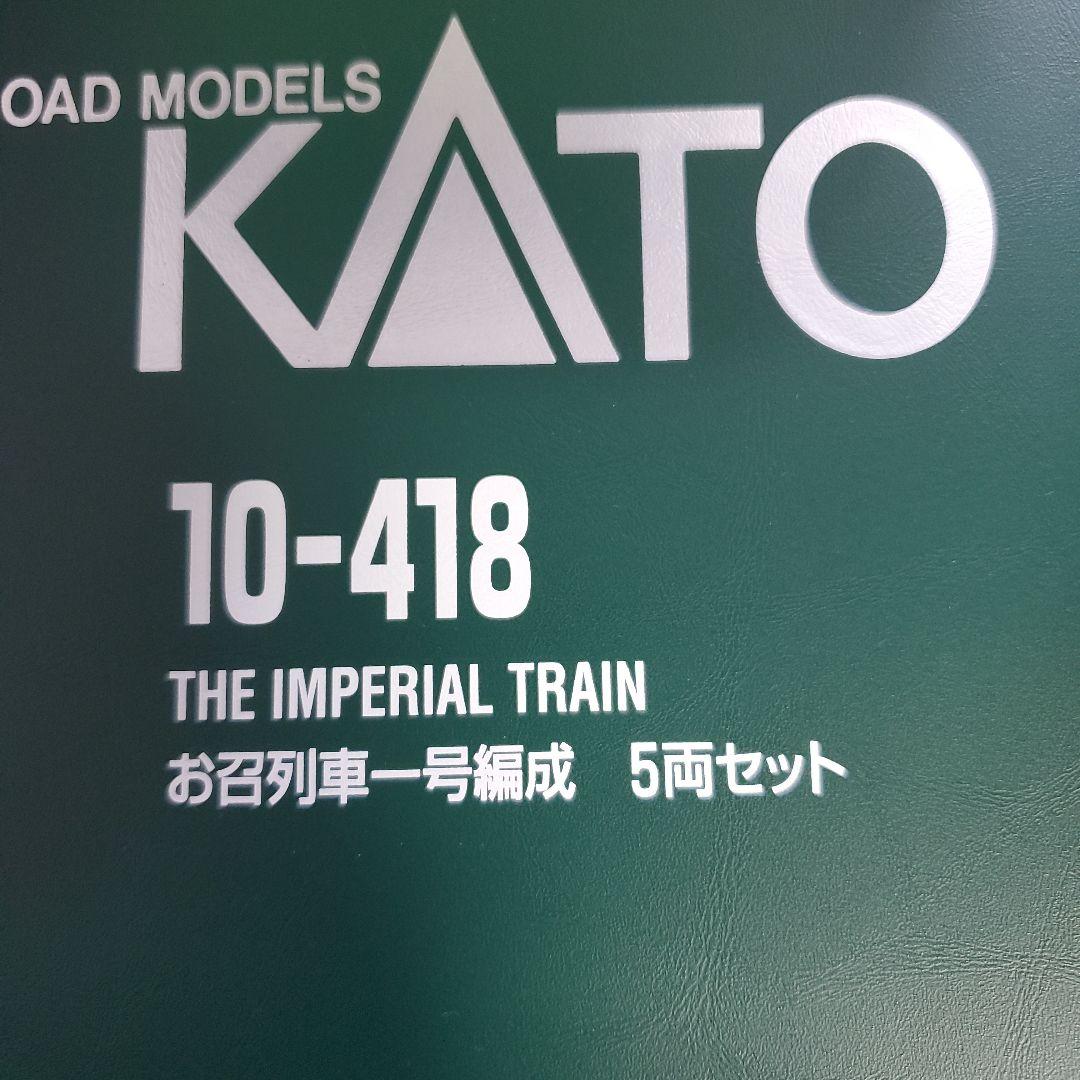 OAD MODELS
KATO
10-418
THE IMPERIAL TRAIN
お召列車一号編成 5両セット